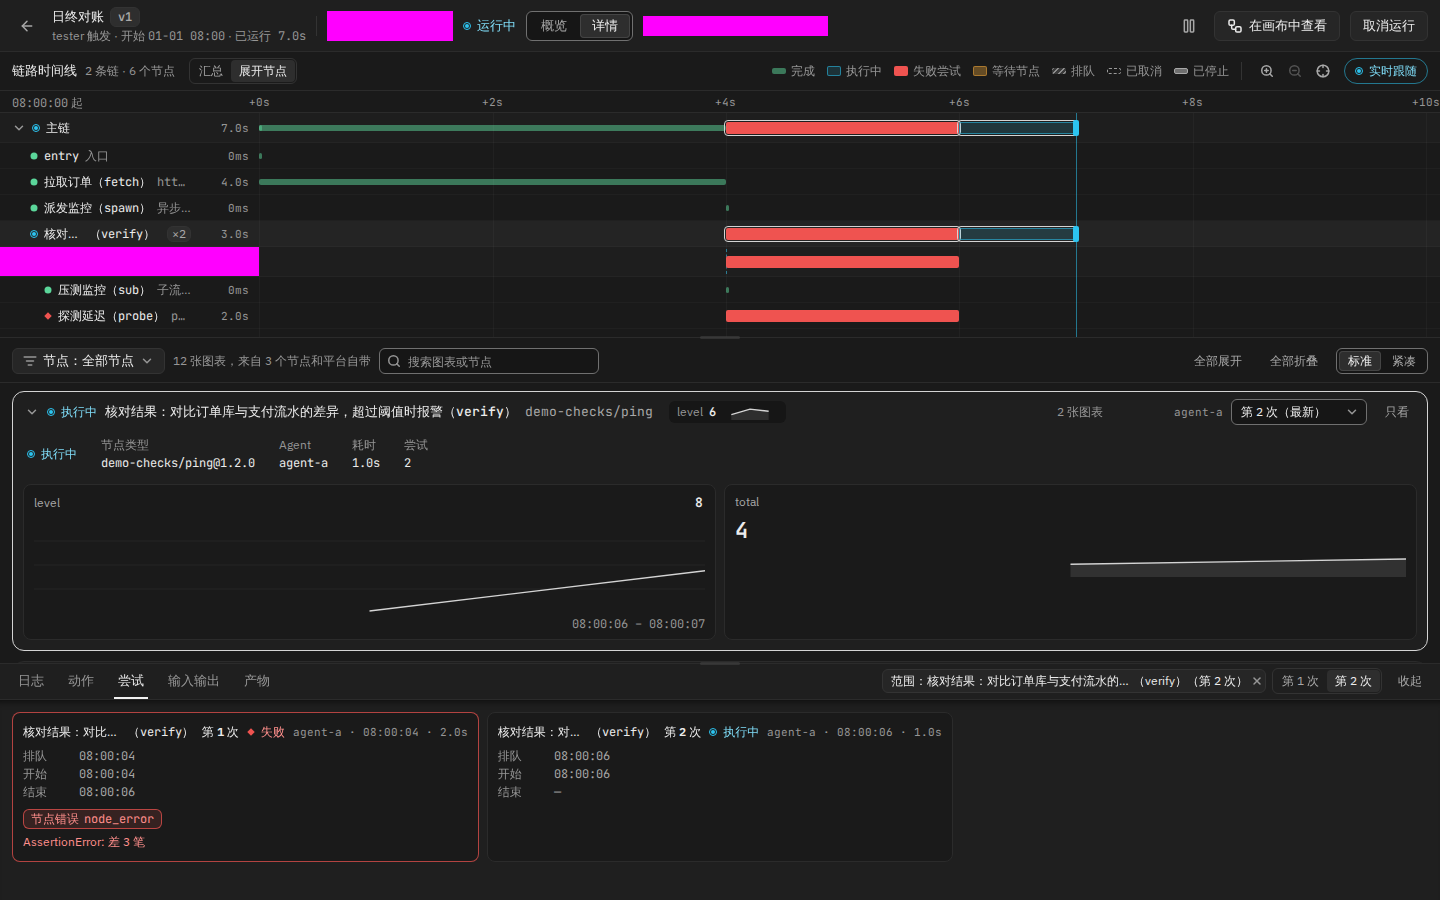 日终对账 v1
tester 触发 · 开始 01-01 08:00 · 已运行 7.0s
运行中 概览 详情
在画布中查看 取消运行
链路时间线 2 条链 · 6 个节点 汇总 展开节点
完成 执行中 失败尝试 等待节点 排队 已取消 已停止 实时跟随
08:00:00 起 +0s +2s +4s +6s +8s +10s
主链 7.0s
entry 入口 0ms
拉取订单（fetch） htt… 4.0s
派发监控（spawn） 异步… 0ms
核对… （verify） ×2 3.0s
压测监控（sub） 子流… 0ms
探测延迟（probe） p… 2.0s
节点：全部节点 12 张图表，来自 3 个节点和平台自带 搜索图表或节点 全部展开 全部折叠 标准 紧凑
执行中 核对结果：对比订单库与支付流水的差异，超过阈值时报警（verify） demo-checks/ping level 6 2 张图表 agent-a 第 2 次（最新） 只看
执行中
节点类型 Agent 耗时 尝试
demo-checks/ping@1.2.0 agent-a 1.0s 2
level 8
08:00:06 – 08:00:07
total
4
日志 动作 尝试 输入输出 产物 范围：核对结果：对比订单库与支付流水的… （verify）（第 2 次） 第 1 次 第 2 次 收起
核对结果：对比… （verify） 第 1 次 失败 agent-a · 08:00:04 · 2.0s
排队 08:00:04
开始 08:00:04
结束 08:00:06
节点错误 node_error
AssertionError: 差 3 笔
核对结果：对… （verify） 第 2 次 执行中 agent-a · 08:00:06 · 1.0s
排队 08:00:06
开始 08:00:06
结束 —